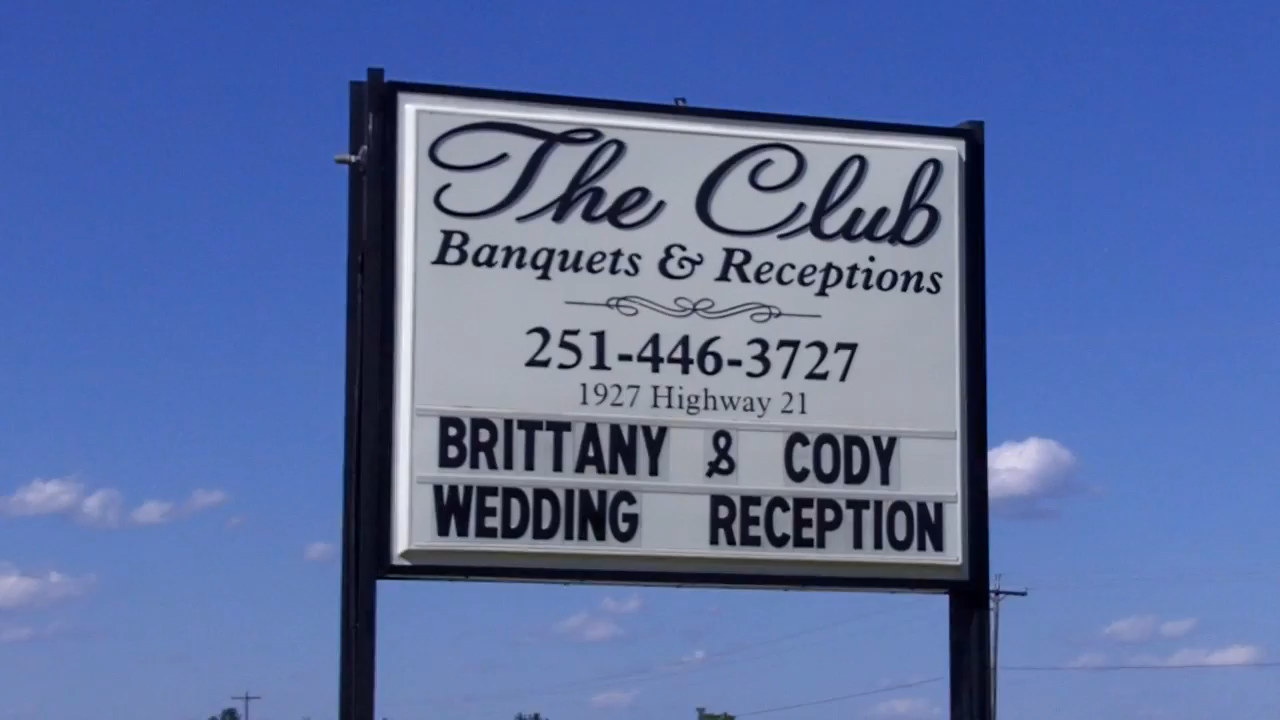 The Club
Banquets & Receptions
251-446-3727
1927 Highway 21
BRITTANY & CODY
WEDDING RECEPTION